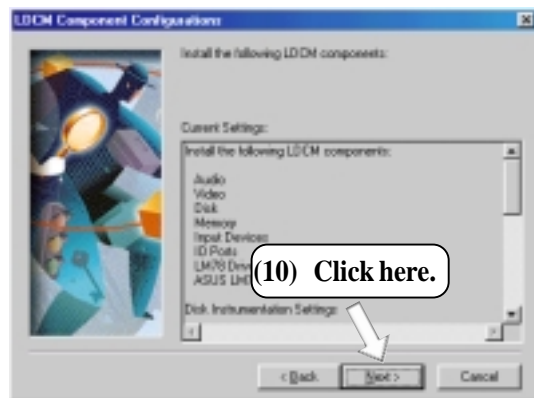 LDCM Component Configurations
Install the following LDCM components:
Current Settings:
Install the following LDCM components:
Audio
Video
Disk
Memory
Input Devices
IO Ports
LM78
ASUS
(10) Click here.
Disk Instrumentation Settings:
< Back Next > Cancel